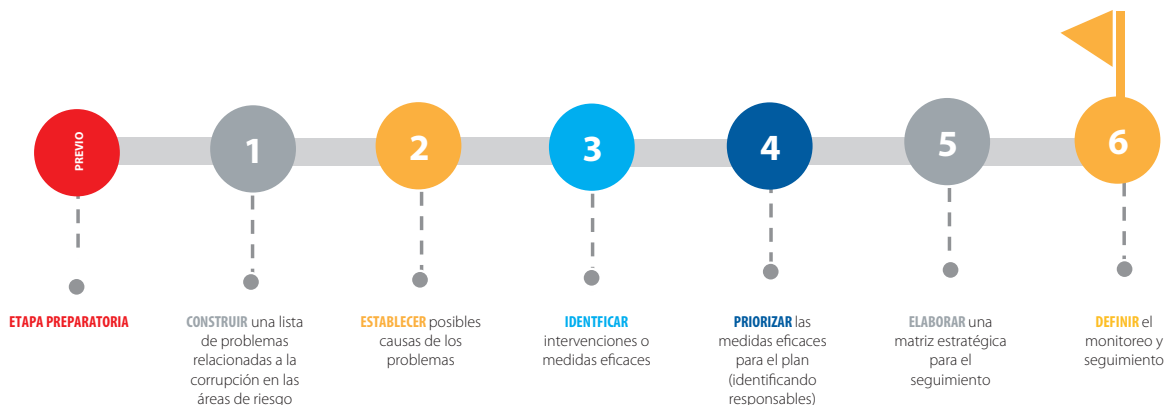 PREVIO
1
2
3
4
5
6
ETAPA PREPARATORIA
CONSTRUIR una lista
de problemas
relacionadas a la
corrupción en las
áreas de riesgo
ESTABLECER posibles
causas de los
problemas
IDENTFICAR
intervenciones o
medidas eficaces
PRIORIZAR las
medidas eficaces
para el plan
(identificando
responsables)
ELABORAR una
matriz estratégica
para el
seguimiento
DEFINIR el
monitoreo y
seguimiento